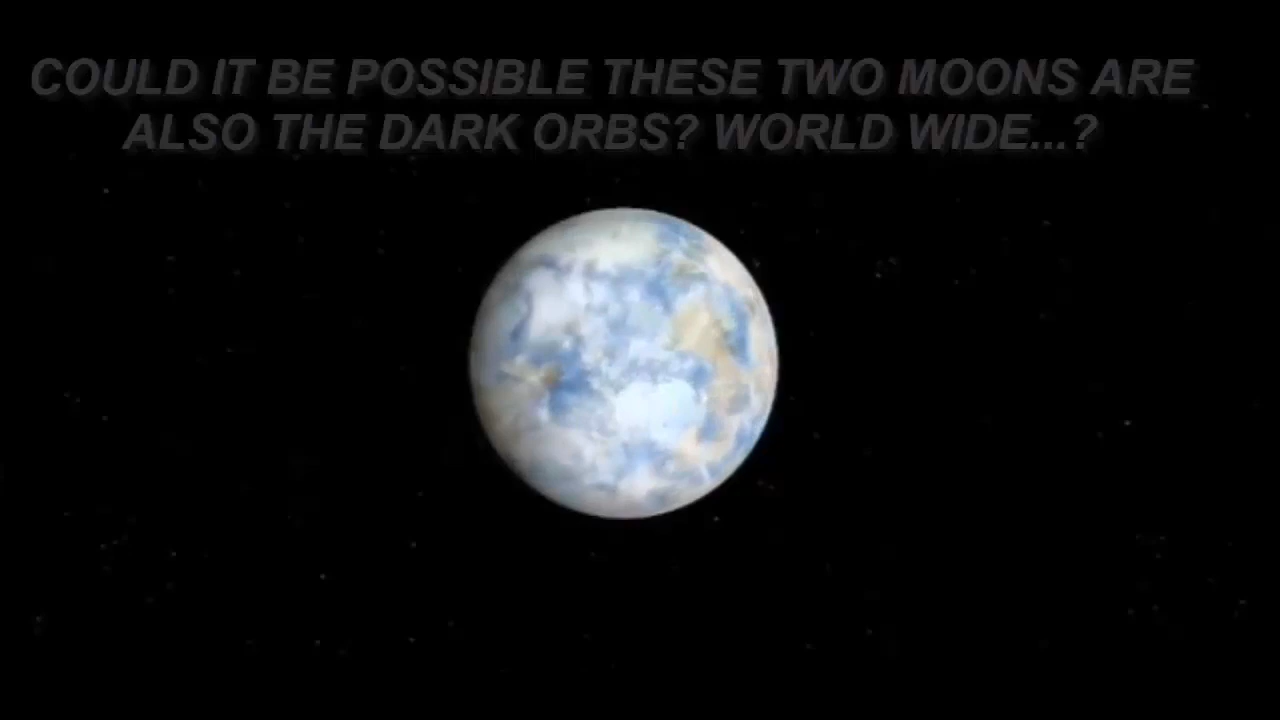 COULD IT BE POSSIBLE THESE TWO MOONS ARE
ALSO THE DARK ORBS? WORLD WIDE...?